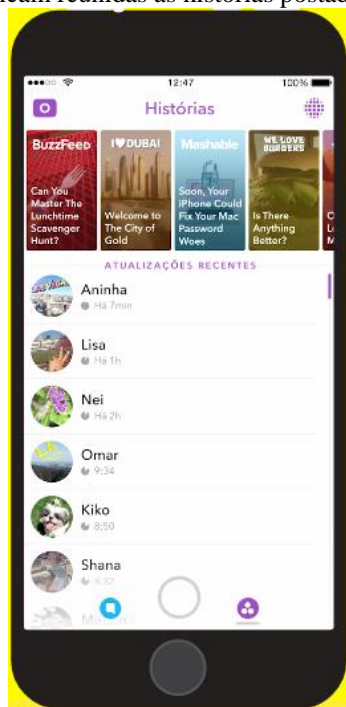 icam reunidas as histórias postad
12:47
100%
Histórias
BuzzFeeD
Can You
Master The
Lunchtime
Scavenger
Hunt?
I♥DUBAI
Welcome to
The City of
Gold
Mashable
Soon, Your
iPhone Could
Fix Your Mac
Password
Woes
WE LOVE
BURGERS
Is There
Anything
Better?
ATUALIZAÇÕES RECENTES
Aninha
Há 7min
Lisa
Há 1h
Nei
Há 2h
Omar
9:34
Kiko
8:50
Shana
8:32